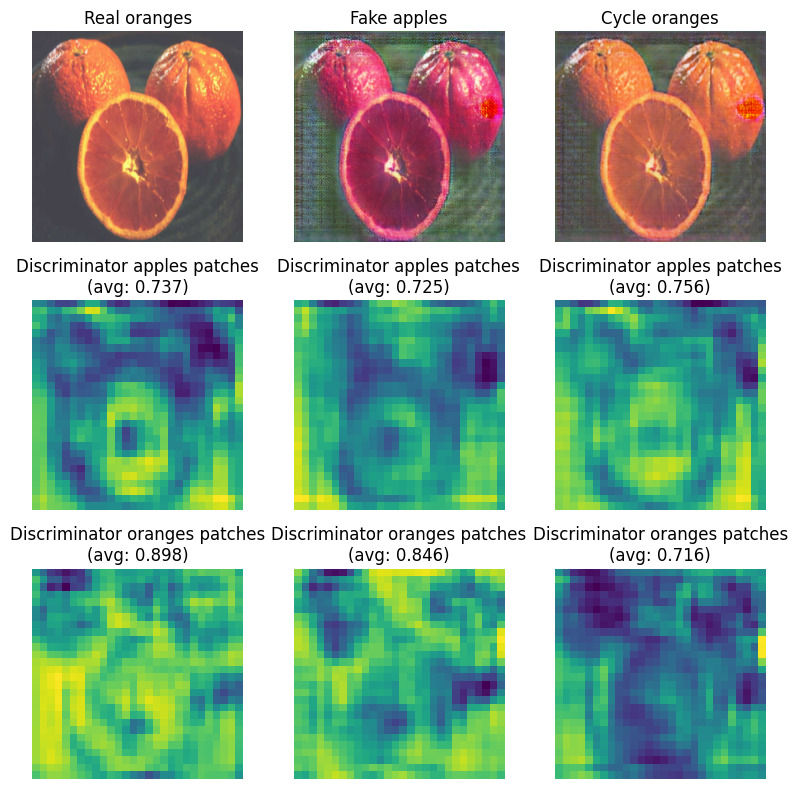 Real oranges
Fake apples
Cycle oranges
Discriminator apples patches
(avg: 0.737)
Discriminator apples patches
(avg: 0.725)
Discriminator apples patches
(avg: 0.756)
Discriminator oranges patches
(avg: 0.898)
Discriminator oranges patches
(avg: 0.846)
Discriminator oranges patches
(avg: 0.716)